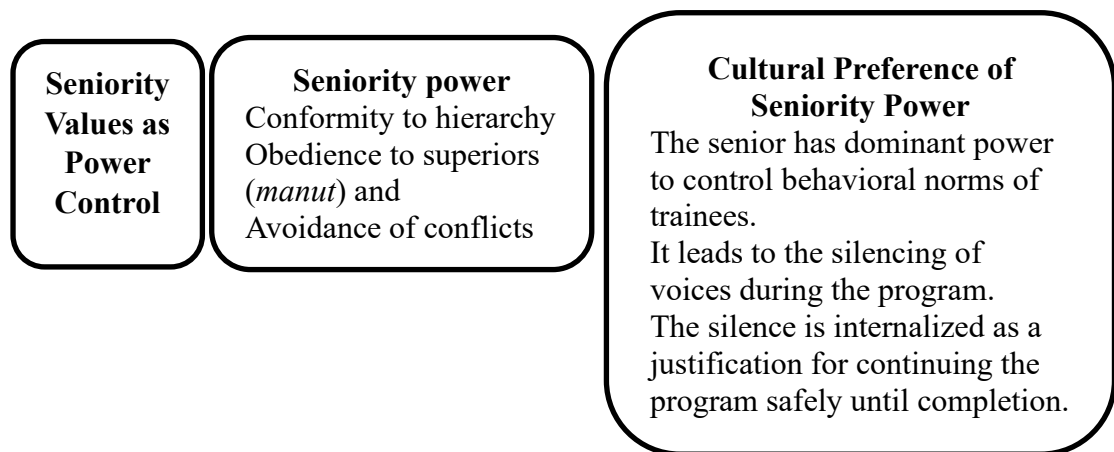 Seniority
Values as
Power
Control
Seniority power
Conformity to hierarchy
Obedience to superiors
(manut) and
Avoidance of conflicts
Cultural Preference of
Seniority Power
The senior has dominant power
to control behavioral norms of
trainees.
It leads to the silencing of
voices during the program.
The silence is internalized as a
justification for continuing the
program safely until completion.